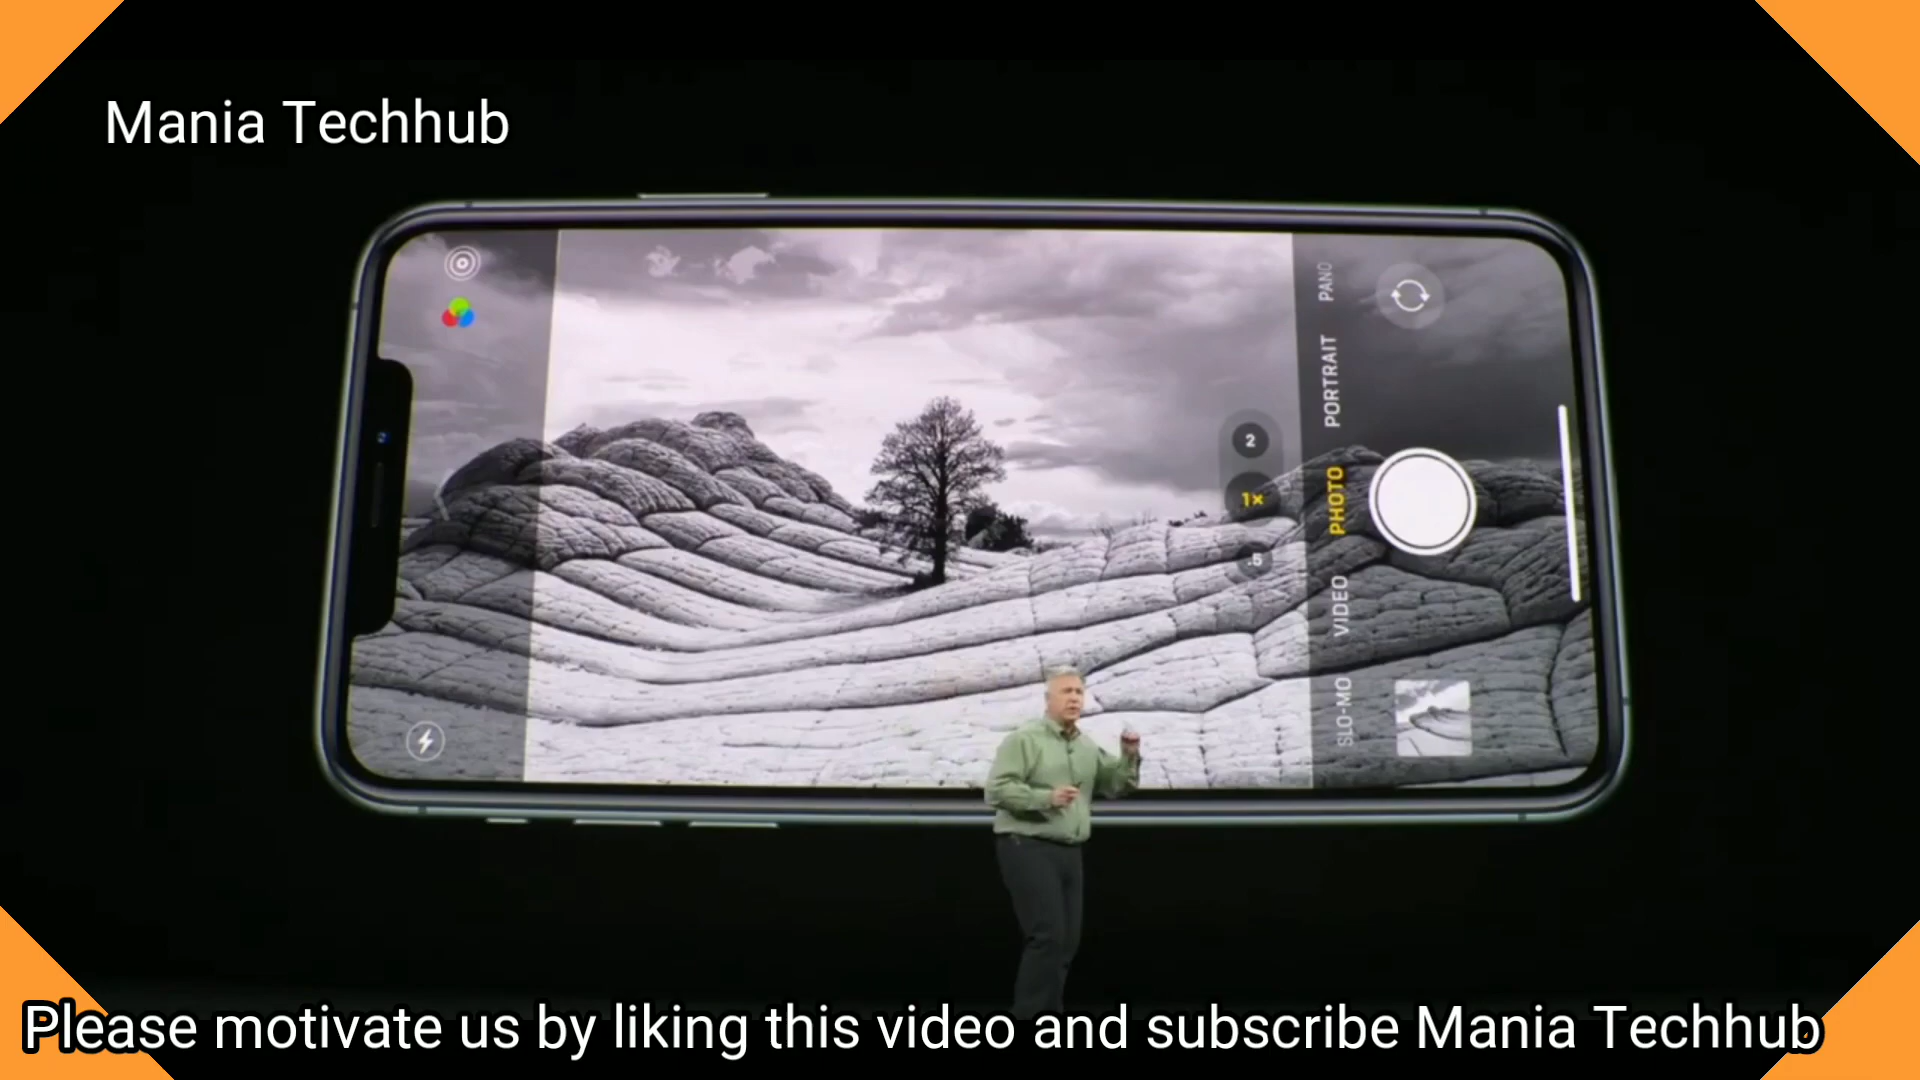 Mania Techhub
PANO
PORTRAIT
2
1x
PHOTO
.5
VIDEO
SLO-MO
Please motivate us by liking this video and subscribe Mania Techhub